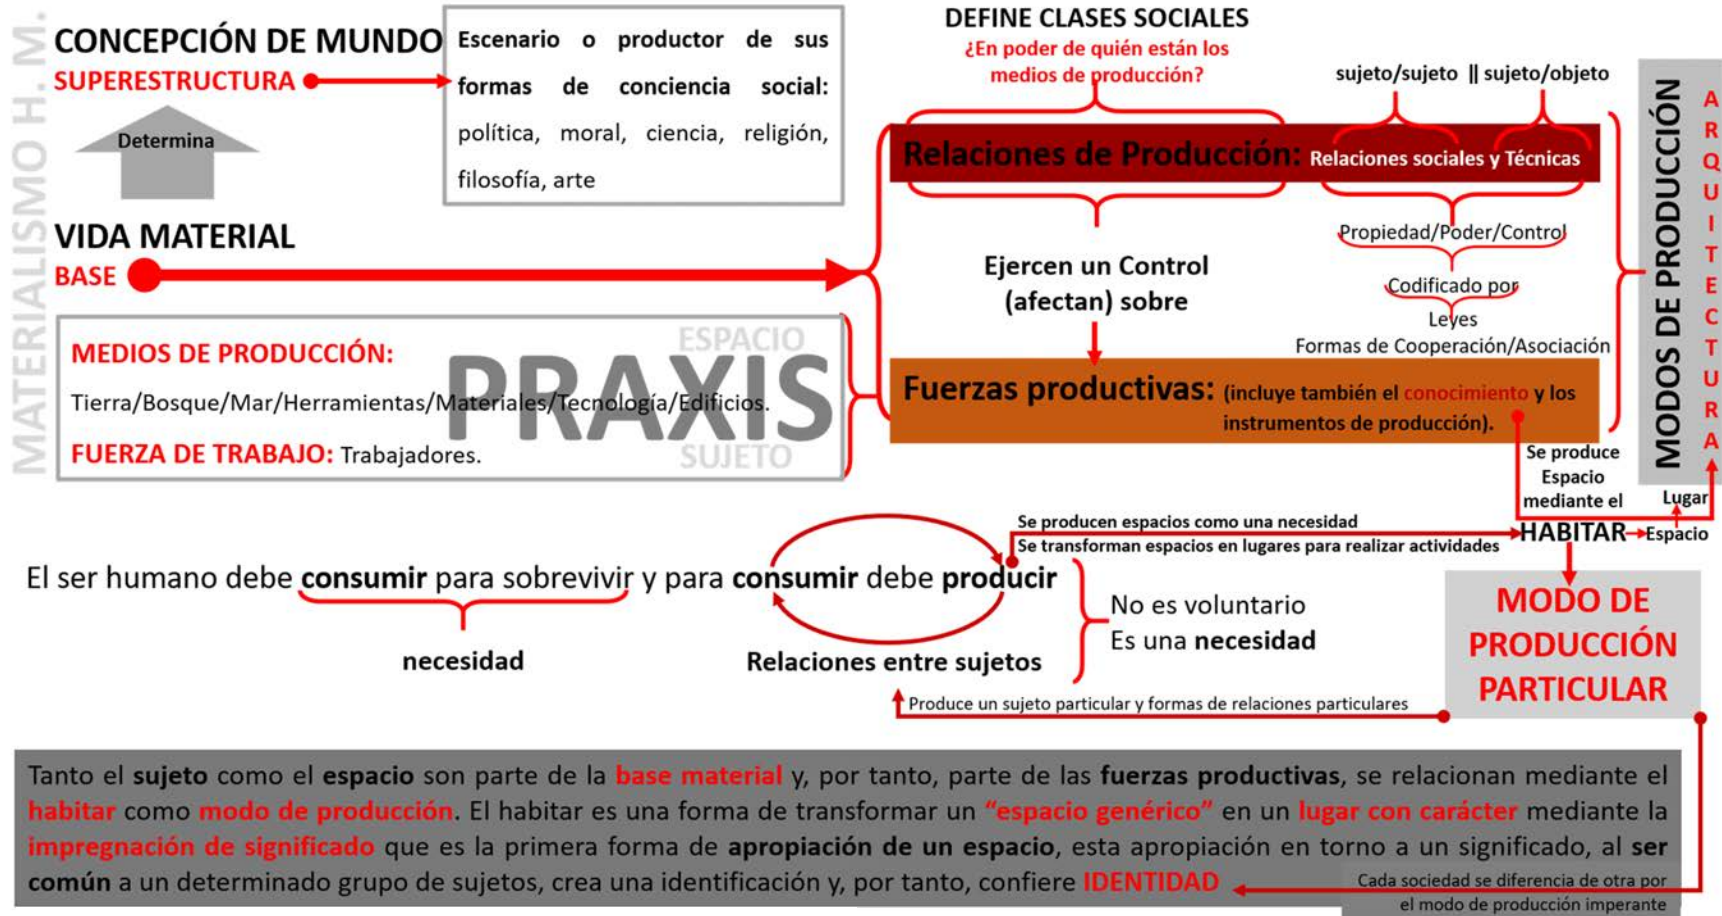 MATERIALISMO H. M.
CONCEPCIÓN DE MUNDO
SUPERESTRUCTURA
Determina
VIDA MATERIAL
BASE
Escenario o productor de sus
formas de conciencia social:
política, moral, ciencia, religión,
filosofía, arte
MEDIOS DE PRODUCCIÓN:
Tierra/Bosque/Mar/Herramientas/Materiales/Tecnología/Edificios.
FUERZA DE TRABAJO: Trabajadores.
ESPACIO
PRAXIS
SUJETO
DEFINE CLASES SOCIALES
¿En poder de quién están los
medios de producción?
sujeto/sujeto || sujeto/objeto
Relaciones de Producción: Relaciones sociales y Técnicas
Ejercen un Control
(afectan) sobre
Propiedad/Poder/Control
Codificado por
Leyes
Formas de Cooperación/Asociación
Fuerzas productivas: (incluye también el conocimiento y los
instrumentos de producción).
MODOS DE PRODUCCIÓN
ARQUITECTURA
Se produce
Espacio
mediante el
HABITAR
Espacio
Lugar
Se producen espacios como una necesidad
Se transforman espacios en lugares para realizar actividades
El ser humano debe consumir para sobrevivir y para consumir debe producir
necesidad
Relaciones entre sujetos
No es voluntario
Es una necesidad
MODO DE
PRODUCCIÓN
PARTICULAR
Produce un sujeto particular y formas de relaciones particulares
Tanto el sujeto como el espacio son parte de la base material y, por tanto, parte de las fuerzas productivas, se relacionan mediante el
habitar como modo de producción. El habitar es una forma de transformar un “espacio genérico” en un lugar con carácter mediante la
impregnación de significado que es la primera forma de apropiación de un espacio, esta apropiación en torno a un significado, al ser
común a un determinado grupo de sujetos, crea una identificación y, por tanto, confiere IDENTIDAD
Cada sociedad se diferencia de otra por
el modo de producción imperante